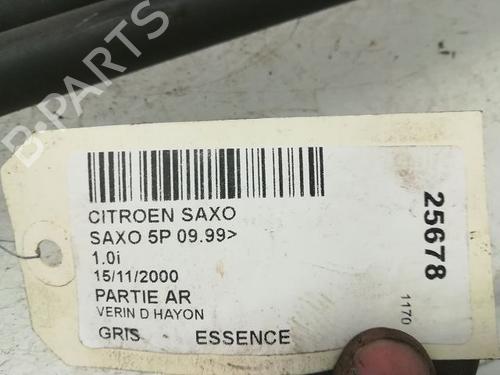 B-PARTS
CITROEN SAXO
SAXO 5P 09.99>
1.0i
15/11/2000
PARTIE AR
VERIN D HAYON
GRIS ESSENCE
25678
1170